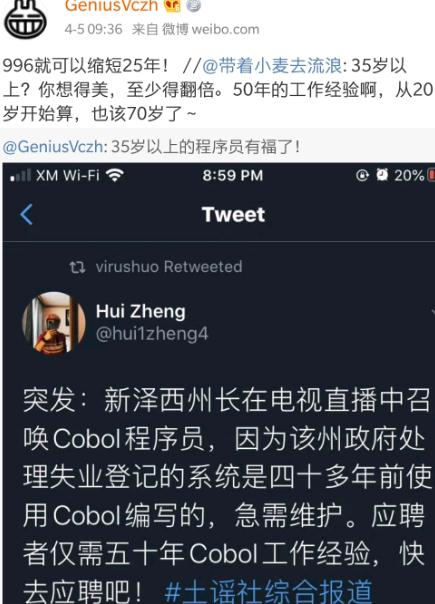 GeniusVczh
4-5 09:36 来自 微博 weibo.com
996就可以缩短25年！ //@带着小麦去流浪: 35岁以
上？你想得美，至少得翻倍。50年的工作经验啊，从20
岁开始算，也该70岁了～
@GeniusVczh: 35岁以上的程序员有福了！
XM Wi-Fi 8:59 PM 20%
Tweet
virushuo Retweeted
Hui Zheng
@hui1zheng4
突发：新泽西州长在电视直播中召
唤Cobol程序员，因为该州政府处
理失业登记的系统是四十多年前使
用Cobol编写的，急需维护。应聘
者仅需五十年Cobol工作经验，快
去应聘吧！ #土谣社综合报道